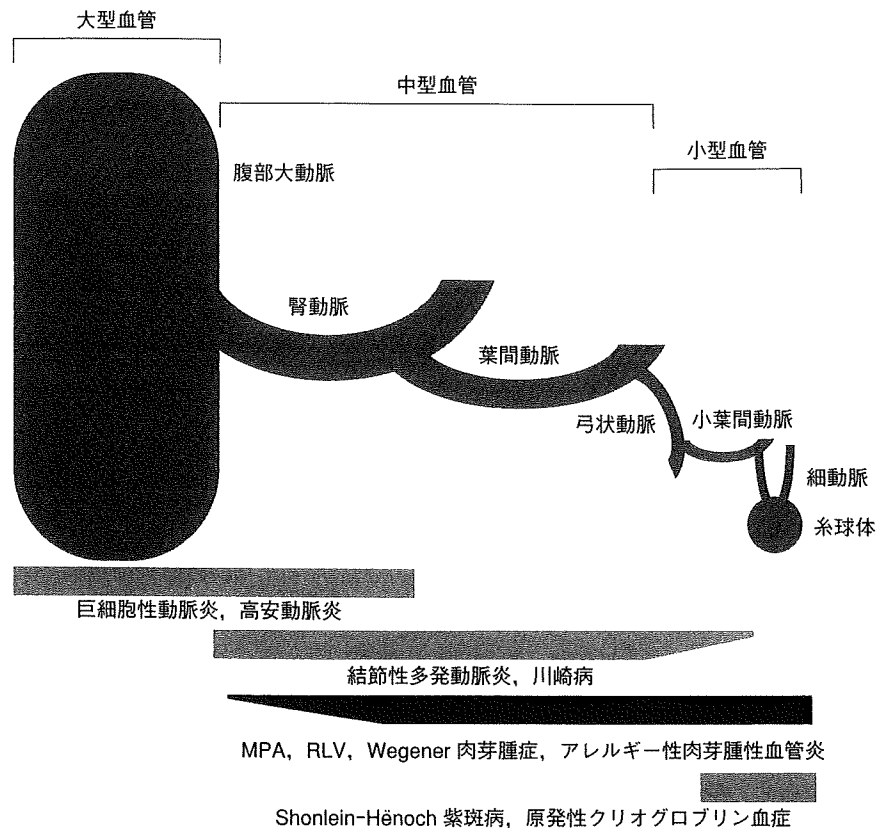 大型血管
中型血管
小型血管
腹部大動脈
腎動脈
葉間動脈
弓状動脈
小葉間動脈
細動脈
糸球体
巨細胞性動脈炎，高安動脈炎
結節性多発動脈炎，川崎病
MPA，RLV，Wegener 肉芽腫症，アレルギー性肉芽腫性血管炎
Shonlein-Hënoch 紫斑病，原発性クリオグロブリン血症